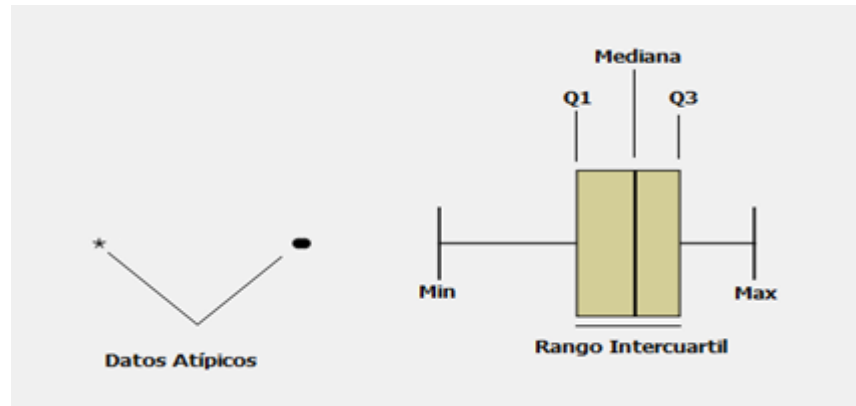 Mediana
Q1 Q3
*
Min Max
Rango Intercuartil
Datos Atípicos